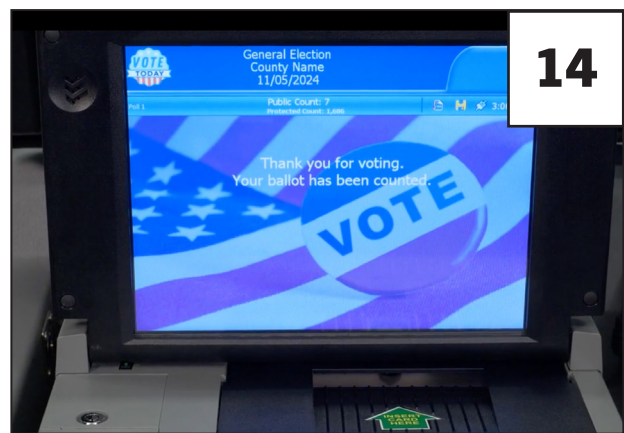 14
VOTE
TODAY
General Election
County Name
11/05/2024
Poll 1
Public Count: 7
Protected Count: 1,686
Thank you for voting.
Your ballot has been counted.
VOTE
INSERT
CARD
HERE